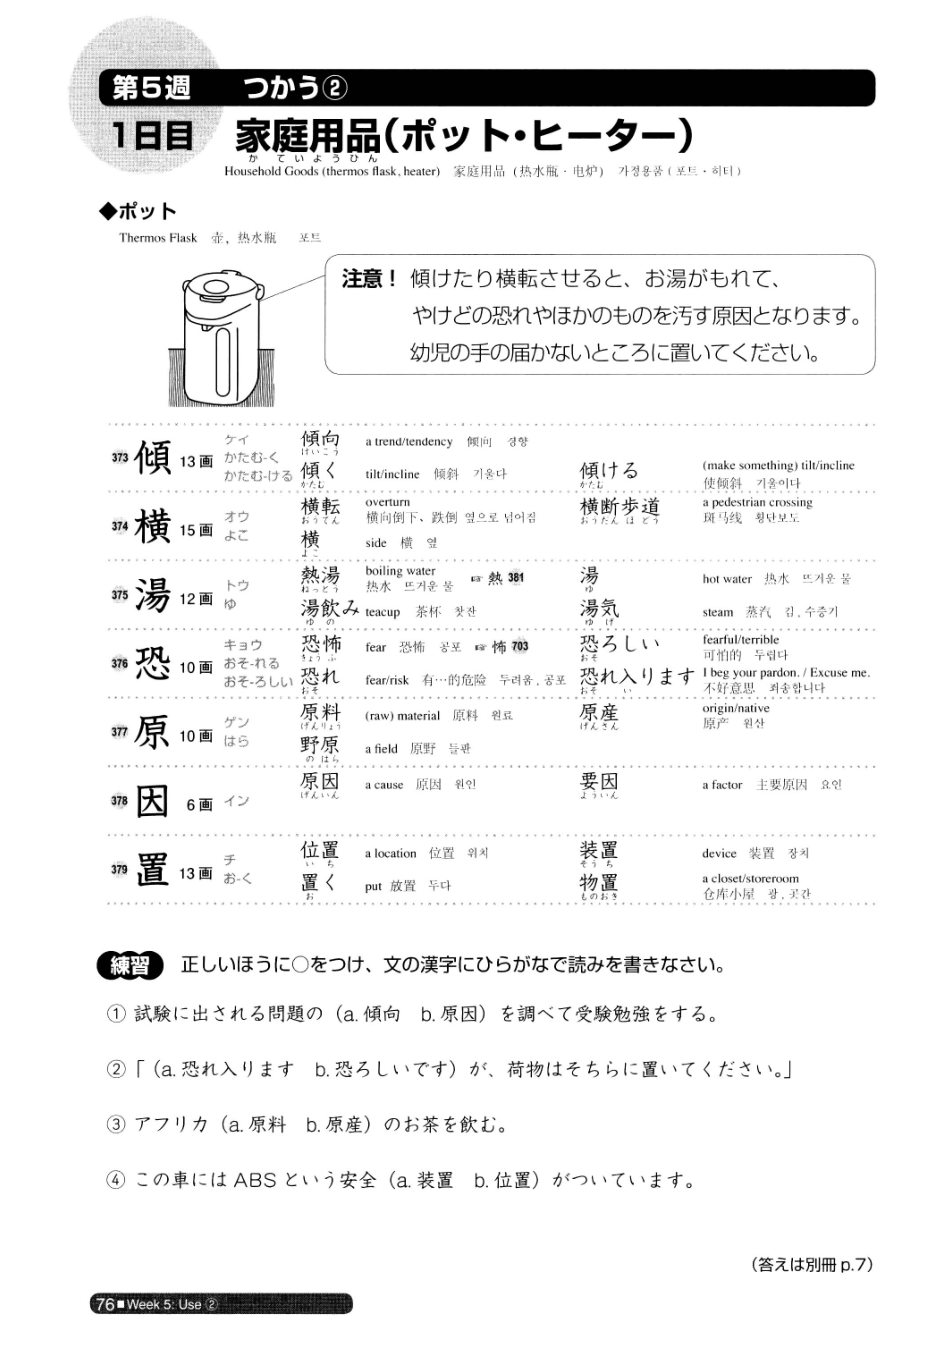 第5週 つかう②
1日目 家庭用品(ポット・ヒーター)
かていようひん
Household Goods (thermos flask, heater) 家庭用品 (热水瓶・电炉) 가정용품 ( 포트・히터 )
◆ポット
Thermos Flask 壶, 热水瓶 포트
注意！ 傾けたり横転させると、お湯がもれて、
やけどの恐れやほかのものを汚す原因となります。
幼児の手の届かないところに置いてください。
373 傾 13画 ケイ かたむ-く かたむ-ける
傾向 けいこう a trend/tendency 倾向 경향
傾く かたむ tilt/incline 倾斜 기울다
傾ける かたむ (make something) tilt/incline 使倾斜 기울이다
374 横 15画 オウ よこ
横転 おうてん overturn 横向倒下、跌倒 옆으로 넘어짐
横断歩道 おうだんほどう a pedestrian crossing 斑马线 횡단보도
横 よこ side 横 옆
375 湯 12画 トウ ゆ
熱湯 ねっとう boiling water 热水 뜨거운 물 ☞ 熱 381
湯 ゆ hot water 热水 뜨거운 물
湯飲み ゆ の teacup 茶杯 찻잔
湯気 ゆげ steam 蒸汽 김, 수증기
376 恐 10画 キョウ おそ-れる おそ-ろしい
恐怖 きょうふ fear 恐怖 공포 ☞ 怖 703
恐ろしい おそ fearful/terrible 可怕的 두렵다
恐れ おそ fear/risk 有…的危险 두려움, 공포
恐れ入ります おそ い I beg your pardon. / Excuse me. 不好意思 죄송합니다
377 原 10画 ゲン はら
原料 げんりょう (raw) material 原料 원료
原産 げんさん origin/native 原产 원산
野原 のはら a field 原野 들판
378 因 6画 イン
原因 げんいん a cause 原因 원인
要因 よういん a factor 主要原因 요인
379 置 13画 チ お-く
位置 いち a location 位置 위치
装置 そうち device 装置 장치
置く お put 放置 두다
物置 ものおき a closet/storeroom 仓库小屋 광, 곳간
練習 正しいほうに○をつけ、文の漢字にひらがなで読みを書きなさい。
① 試験に出される問題の（a. 傾向 b. 原因）を調べて受験勉強をする。
②「（a. 恐れ入ります b. 恐ろしいです）が、荷物はそちらに置いてください。」
③ アフリカ（a. 原料 b. 原産）のお茶を飲む。
④ この車にはABSという安全（a. 装置 b. 位置）がついています。
（答えは別冊 p.7）
76■Week 5: Use ②